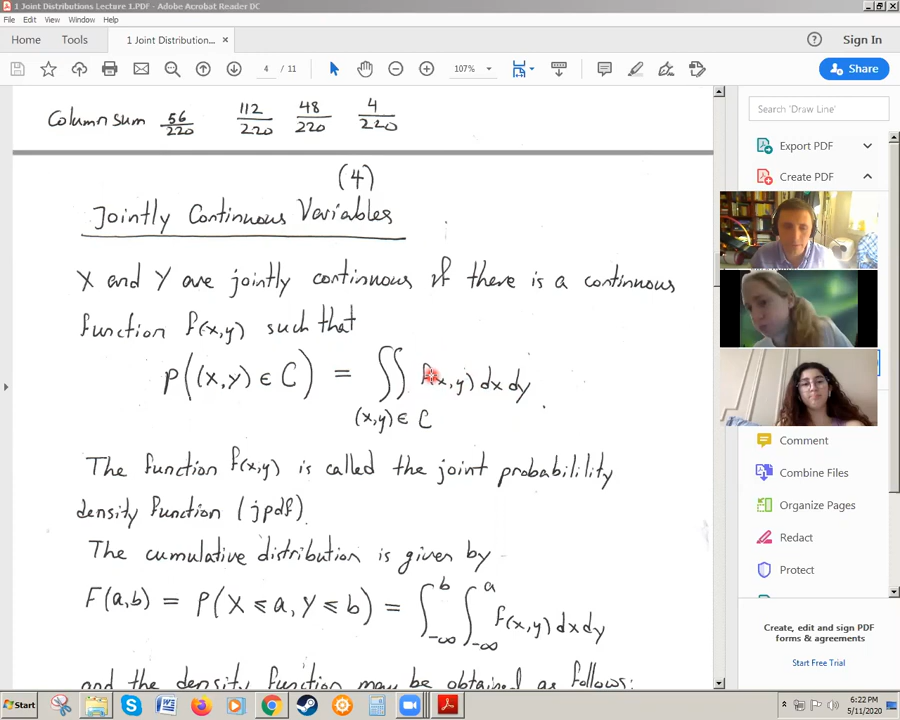 1 Joint Distributions Lecture 1.PDF - Adobe Acrobat Reader DC
File Edit View Window Help
Home Tools 1 Joint Distribution... × Sign In
4 / 11 107% Share
Column sum 56/220 112/220 48/220 4/220
(4)
Jointly Continuous Variables
X and Y are jointly continuous if there is a continuous
function f(x,y) such that
P((x,y) ∈ C) = ∬ f(x,y) dx dy.
(x,y) ∈ C
The function f(x,y) is called the joint probabilility
density function (jpdf).
The cumulative distribution is given by
F(a,b) = P(X ⩽ a, Y ⩽ b) = ∫_{-∞}^{b} ∫_{-∞}^{a} f(x,y) dx dy
and the density function may be obtained as follows:
Search 'Draw Line'
Export PDF
Create PDF
Comment
Combine Files
Organize Pages
Redact
Protect
Create, edit and sign PDF
forms & agreements
Start Free Trial
Start
6:22 PM
5/11/2020